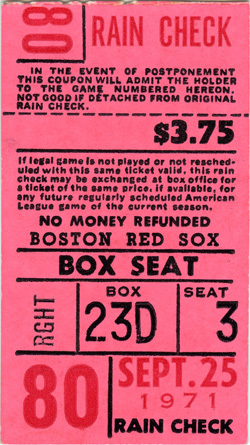 80
RAIN CHECK
IN THE EVENT OF POSTPONEMENT
THIS COUPON WILL ADMIT THE HOLDER
TO THE GAME NUMBERED HEREON.
NOT GOOD IF DETACHED FROM ORIGINAL
RAIN CHECK.
$3.75
If legal game is not played or not resched-
uled with this same ticket valid, this rain
check may be exchanged at box office for
a ticket of the same price, if available, for
any future regularly scheduled American
League game of the current season.
NO MONEY REFUNDED
BOSTON RED SOX
BOX SEAT
RGHT
BOX
23D
SEAT
3
80
SEPT. 25
1971
RAIN CHECK